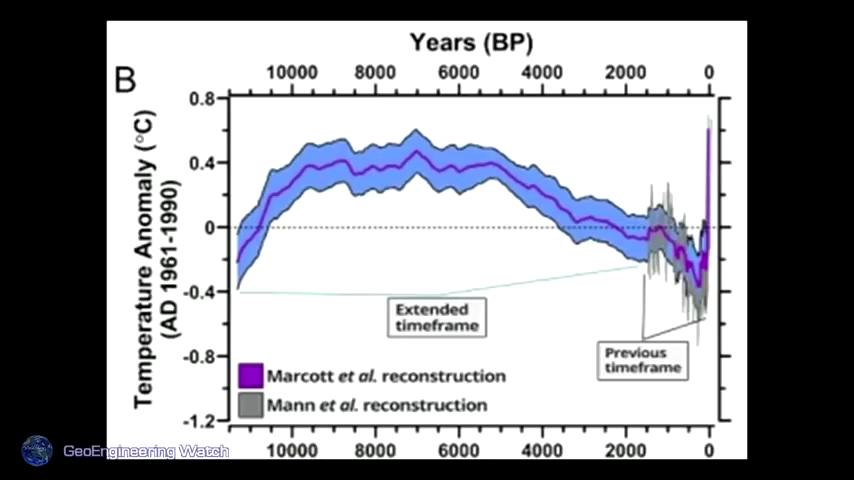 Years (BP)
10000 8000 6000 4000 2000 0
B
Temperature Anomaly (°C)
(AD 1961-1990)
0.8
0.4
0
-0.4
-0.8
-1.2
Extended
timeframe
Previous
timeframe
Marcott et al. reconstruction
Mann et al. reconstruction
10000 8000 6000 4000 2000 0
GeoEngineering Watch